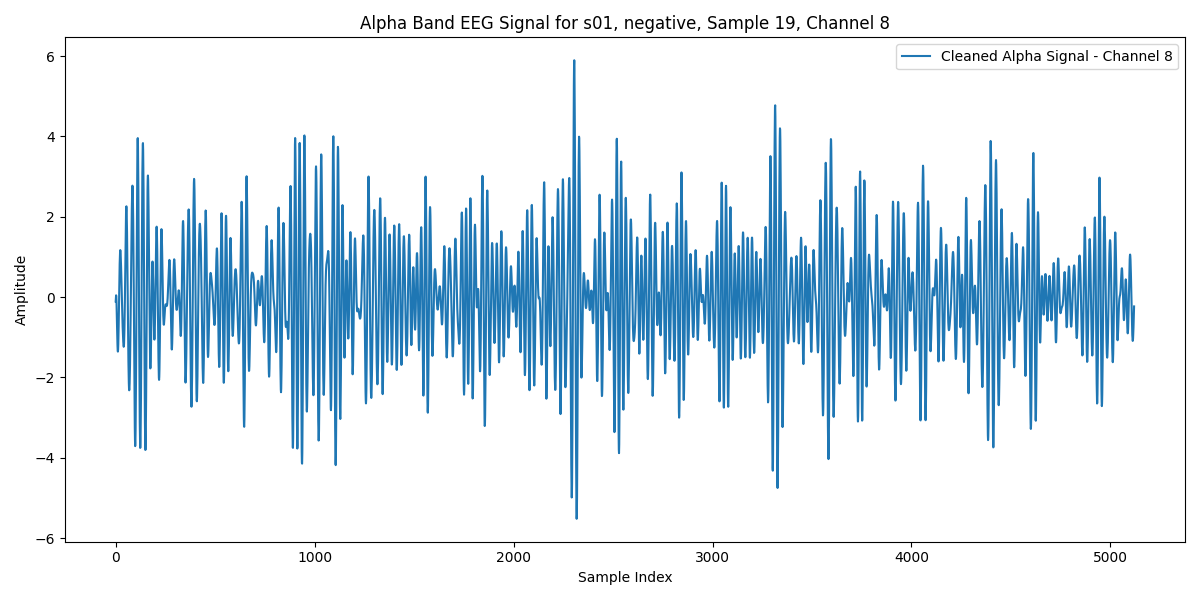 Alpha Band EEG Signal for s01, negative, Sample 19, Channel 8
Cleaned Alpha Signal - Channel 8
Amplitude
6
4
2
0
−2
−4
−6
0 1000 2000 3000 4000 5000
Sample Index